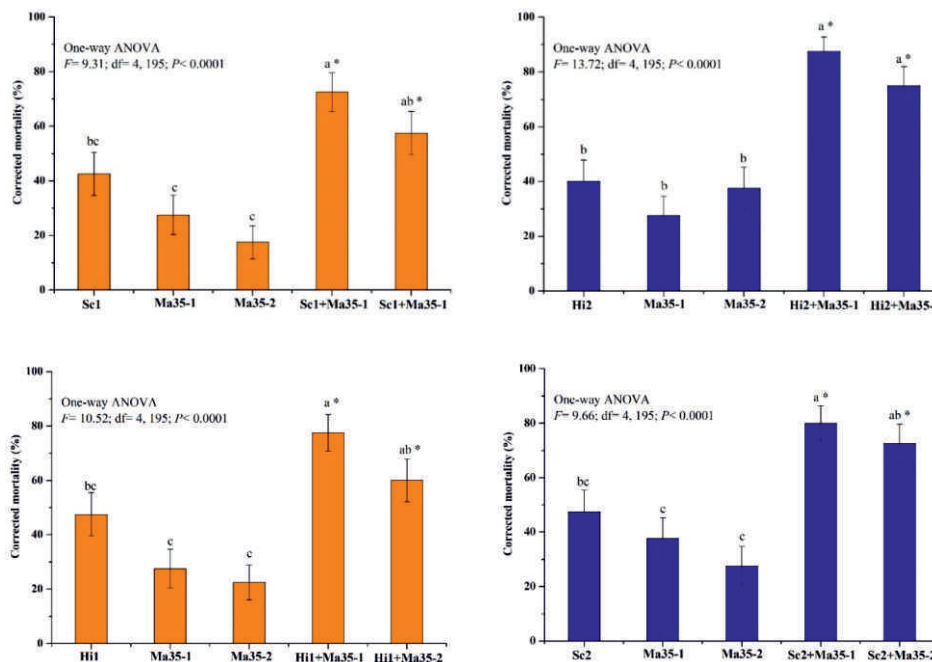 100
80
60
40
20
0
Corrected mortality (%)
One-way ANOVA
F= 9.31; df= 4, 195; P< 0.0001
bc
c
c
a *
ab *
Sc1 Ma35-1 Ma35-2 Sc1+Ma35-1 Sc1+Ma35-1
100
80
60
40
20
0
Corrected mortality (%)
One-way ANOVA
F= 13.72; df= 4, 195; P< 0.0001
b
b
b
a *
a *
Hi2 Ma35-1 Ma35-2 Hi2+Ma35-1 Hi2+Ma35-
100
80
60
40
20
0
Corrected mortality (%)
One-way ANOVA
F= 10.52; df= 4, 195; P< 0.0001
bc
c
c
a *
ab *
Hi1 Ma35-1 Ma35-2 Hi1+Ma35-1 Hi1+Ma35-2
100
80
60
40
20
0
Corrected mortality (%)
One-way ANOVA
F= 9.66; df= 4, 195; P< 0.0001
bc
c
c
a *
ab *
Sc2 Ma35-1 Ma35-2 Sc2+Ma35-1 Sc2+Ma35-2